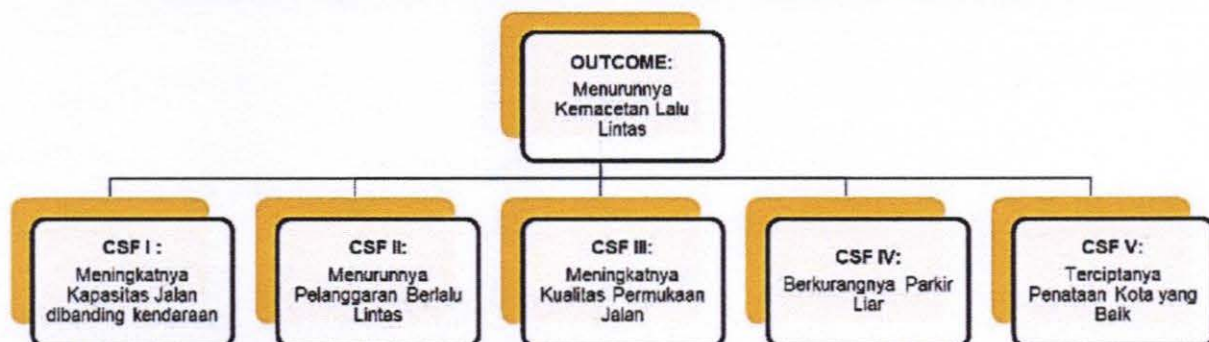 OUTCOME:
Menurunnya
Kemacetan Lalu
Lintas
CSF I :
Meningkatnya
Kapasitas Jalan
dibanding kendaraan
CSF II:
Menurunnya
Pelanggaran Berlalu
Lintas
CSF III:
Meningkatnya
Kualitas Permukaan
Jalan
CSF IV:
Berkurangnya Parkir
Liar
CSF V:
Terciptanya
Penataan Kota yang
Baik